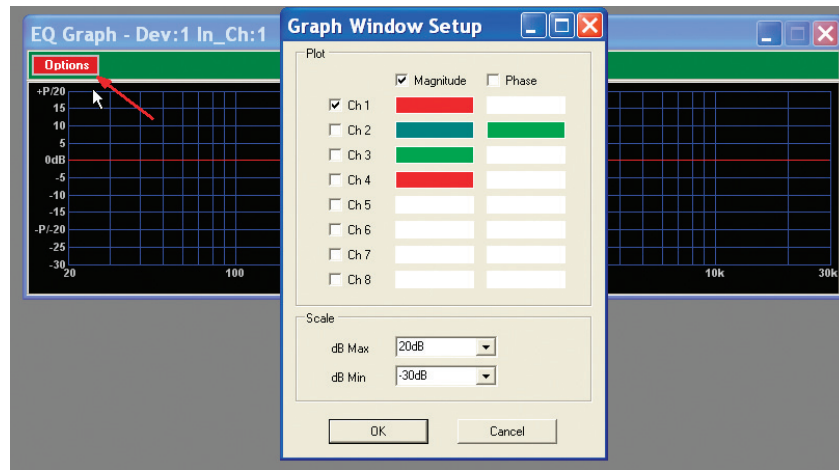 EQ Graph - Dev:1 In_Ch:1
Options
+P/20
15
10
5
0dB
-5
-10
-15
-P/-20
-25
-30
20
100
10k
30k
Graph Window Setup
Plot
Magnitude
Phase
Ch 1
Ch 2
Ch 3
Ch 4
Ch 5
Ch 6
Ch 7
Ch 8
Scale
dB Max
20dB
dB Min
-30dB
OK
Cancel